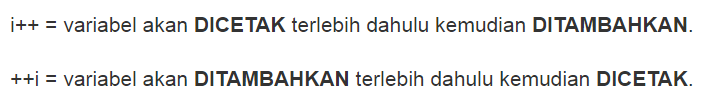 i++ = variabel akan DICETAK terlebih dahulu kemudian DITAMBAHKAN.
++i = variabel akan DITAMBAHKAN terlebih dahulu kemudian DICETAK.